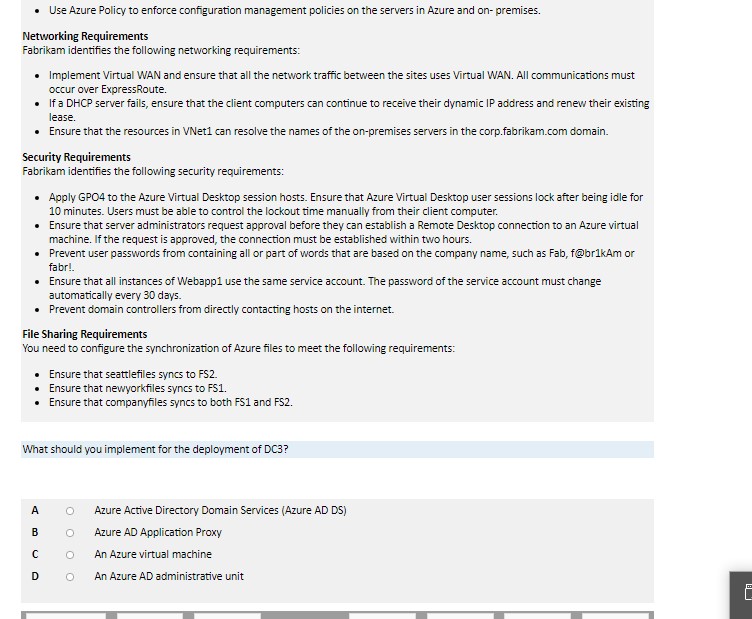 • Use Azure Policy to enforce configuration management policies on the servers in Azure and on- premises.
Networking Requirements
Fabrikam identifies the following networking requirements:
• Implement Virtual WAN and ensure that all the network traffic between the sites uses Virtual WAN. All communications must
occur over ExpressRoute.
• If a DHCP server fails, ensure that the client computers can continue to receive their dynamic IP address and renew their existing
lease.
• Ensure that the resources in VNet1 can resolve the names of the on-premises servers in the corp.fabrikam.com domain.
Security Requirements
Fabrikam identifies the following security requirements:
• Apply GPO4 to the Azure Virtual Desktop session hosts. Ensure that Azure Virtual Desktop user sessions lock after being idle for
10 minutes. Users must be able to control the lockout time manually from their client computer.
• Ensure that server administrators request approval before they can establish a Remote Desktop connection to an Azure virtual
machine. If the request is approved, the connection must be established within two hours.
• Prevent user passwords from containing all or part of words that are based on the company name, such as Fab, f@br1kAm or
fabr!.
• Ensure that all instances of Webapp1 use the same service account. The password of the service account must change
automatically every 30 days.
• Prevent domain controllers from directly contacting hosts on the internet.
File Sharing Requirements
You need to configure the synchronization of Azure files to meet the following requirements:
• Ensure that seattlefiles syncs to FS2.
• Ensure that newyorkfiles syncs to FS1.
• Ensure that companyfiles syncs to both FS1 and FS2.
What should you implement for the deployment of DC3?
A Azure Active Directory Domain Services (Azure AD DS)
B Azure AD Application Proxy
C An Azure virtual machine
D An Azure AD administrative unit